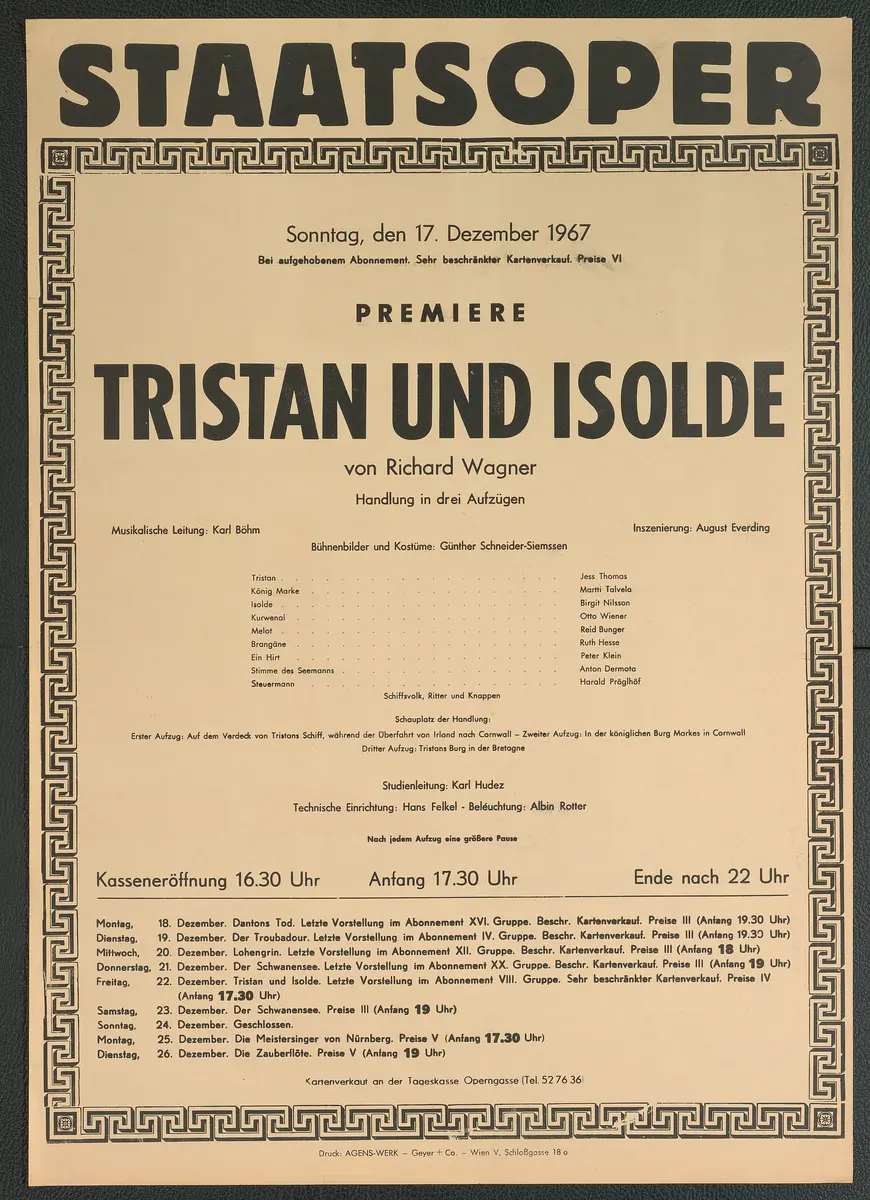 STAATSOPER
Sonntag, den 17. Dezember 1967
Bei aufgehobenem Abonnement. Sehr beschränkter Kartenverkauf. Preise VI
PREMIERE
TRISTAN UND ISOLDE
von Richard Wagner
Handlung in drei Aufzügen
Musikalische Leitung: Karl Böhm
Inszenierung: August Everding
Bühnenbilder und Kostüme: Günther Schneider-Siemssen
Tristan . . . . . . . . . . . . . . . . . . . Jess Thomas
König Marke . . . . . . . . . . . . . . . . . Martti Talvela
Isolde . . . . . . . . . . . . . . . . . . . Birgit Nilsson
Kurwenal . . . . . . . . . . . . . . . . . . Otto Wiener
Melot . . . . . . . . . . . . . . . . . . . Reid Bunger
Brangäne . . . . . . . . . . . . . . . . . . Ruth Hesse
Ein Hirt . . . . . . . . . . . . . . . . . . Peter Klein
Stimme des Seemanns . . . . . . . . . . . . . . Anton Dermota
Steuermann . . . . . . . . . . . . . . . . . Harald Pröglhöf
Schiffsvolk, Ritter und Knappen
Schauplatz der Handlung:
Erster Aufzug: Auf dem Verdeck von Tristans Schiff, während der Überfahrt von Irland nach Cornwall – Zweiter Aufzug: In der königlichen Burg Markes in Cornwall
Dritter Aufzug: Tristans Burg in der Bretagne
Studienleitung: Karl Hudez
Technische Einrichtung: Hans Felkel - Beleuchtung: Albin Rotter
Nach jedem Aufzug eine größere Pause
Kasseneröffnung 16.30 Uhr Anfang 17.30 Uhr Ende nach 22 Uhr
Montag, 18. Dezember. Dantons Tod. Letzte Vorstellung im Abonnement XVI. Gruppe. Beschr. Kartenverkauf. Preise III (Anfang 19.30 Uhr)
Dienstag, 19. Dezember. Der Troubadour. Letzte Vorstellung im Abonnement IV. Gruppe. Beschr. Kartenverkauf. Preise III (Anfang 19.30 Uhr)
Mittwoch, 20. Dezember. Lohengrin. Letzte Vorstellung im Abonnement XII. Gruppe. Beschr. Kartenverkauf. Preise III (Anfang 18 Uhr)
Donnerstag, 21. Dezember. Der Schwanensee. Letzte Vorstellung im Abonnement XX. Gruppe. Beschr. Kartenverkauf. Preise III (Anfang 19 Uhr)
Freitag, 22. Dezember. Tristan und Isolde. Letzte Vorstellung im Abonnement VIII. Gruppe. Sehr beschränkter Kartenverkauf. Preise IV
(Anfang 17.30 Uhr)
Samstag, 23. Dezember. Der Schwanensee. Preise III (Anfang 19 Uhr)
Sonntag, 24. Dezember. Geschlossen.
Montag, 25. Dezember. Die Meistersinger von Nürnberg. Preise V (Anfang 17.30 Uhr)
Dienstag, 26. Dezember. Die Zauberflöte. Preise V (Anfang 19 Uhr)
Kartenverkauf an der Tageskasse Operngasse (Tel. 52 76 36)
Druck: AGENS-WERK – Geyer + Co. – Wien V, Schloßgasse 18 a